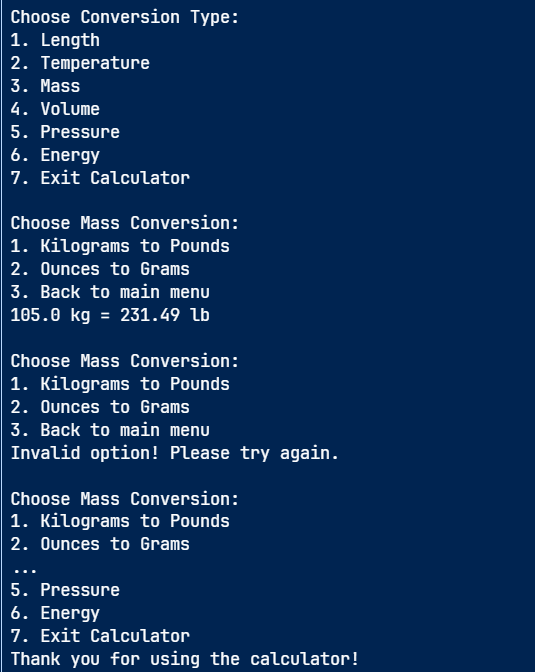 Choose Conversion Type:
1. Length
2. Temperature
3. Mass
4. Volume
5. Pressure
6. Energy
7. Exit Calculator

Choose Mass Conversion:
1. Kilograms to Pounds
2. Ounces to Grams
3. Back to main menu
105.0 kg = 231.49 lb

Choose Mass Conversion:
1. Kilograms to Pounds
2. Ounces to Grams
3. Back to main menu
Invalid option! Please try again.

Choose Mass Conversion:
1. Kilograms to Pounds
2. Ounces to Grams
...
5. Pressure
6. Energy
7. Exit Calculator
Thank you for using the calculator!